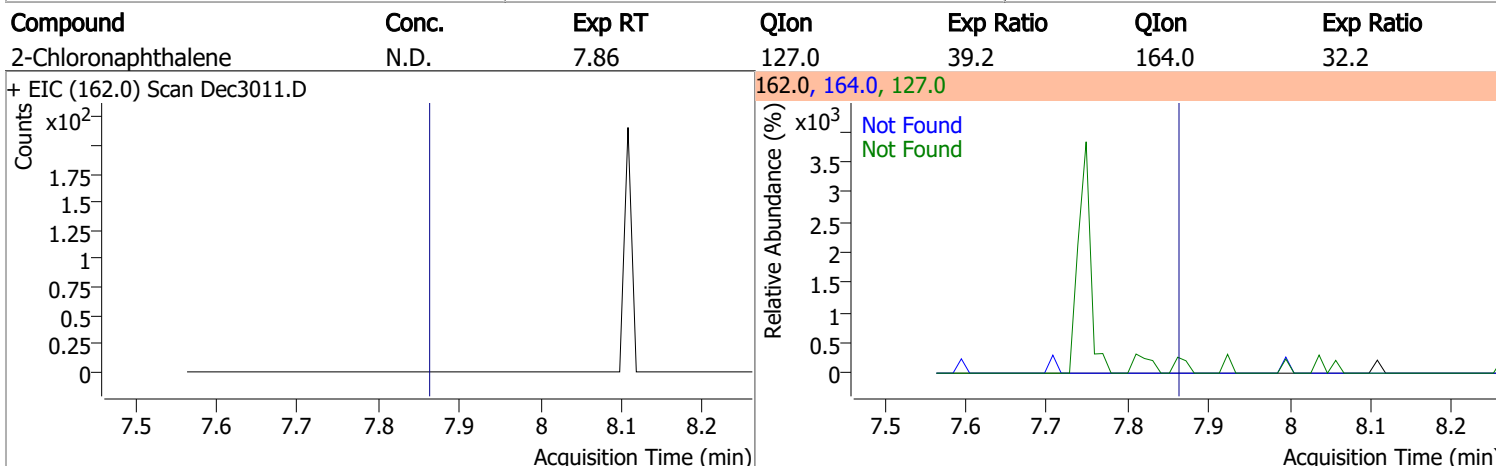 Compound Conc. Exp RT QIon Exp Ratio QIon Exp Ratio
2-Chloronaphthalene N.D. 7.86 127.0 39.2 164.0 32.2
+ EIC (162.0) Scan Dec3011.D
Counts
x10²
1.75
1.5
1.25
1
0.75
0.5
0.25
0
7.5 7.6 7.7 7.8 7.9 8 8.1 8.2
Acquisition Time (min)
162.0, 164.0, 127.0
Relative Abundance (%)
x10³
Not Found
Not Found
3.5
3
2.5
2
1.5
1
0.5
0
7.5 7.6 7.7 7.8 7.9 8 8.1 8.2
Acquisition Time (min)